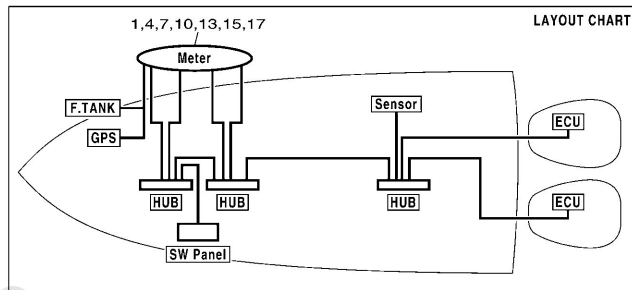 LAYOUT CHART
1,4,7,10,13,15,17
Meter
F.TANK
GPS
Sensor
ECU
HUB
HUB
HUB
ECU
SW Panel